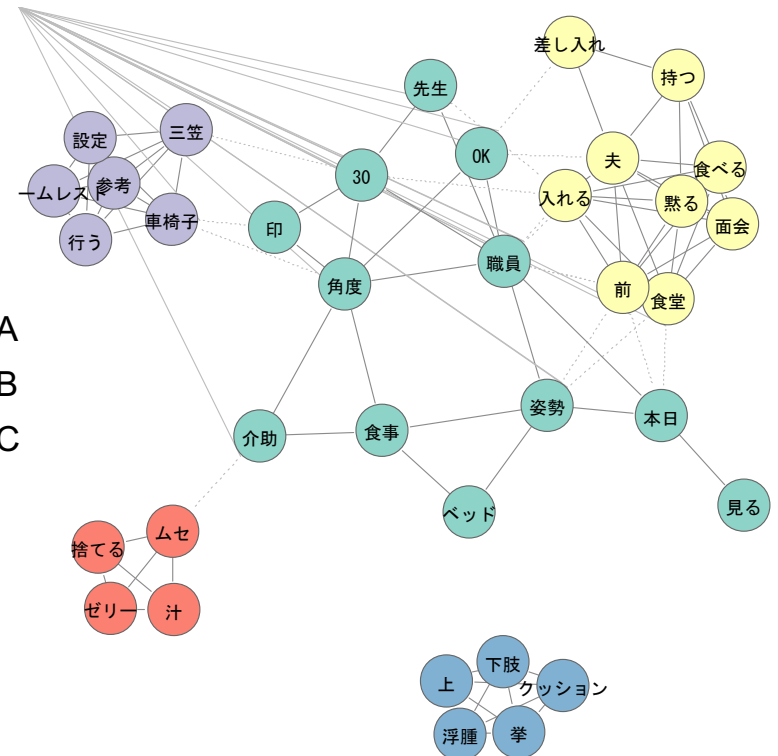 差し入れ
持つ
先生
三笠
設定
OK
夫
食べる
30
参考
ームレスト
入れる
黙る
車椅子
印
面会
行う
職員
角度
前
食堂
A
B
C
姿勢
本日
介助
食事
ベッド
見る
ムセ
捨てる
ゼリー
汁
下肢
上
クッション
浮腫
挙